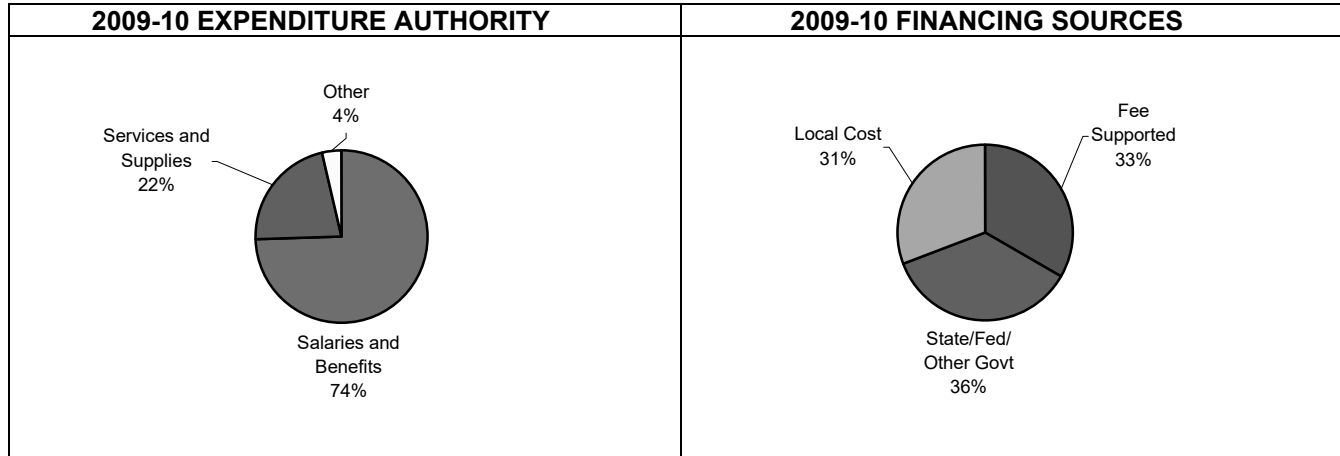 2009-10 EXPENDITURE AUTHORITY
2009-10 FINANCING SOURCES
Other
4%
Services and
Supplies
22%
Salaries and
Benefits
74%
Local Cost
31%
Fee
Supported
33%
State/Fed/
Other Govt
36%